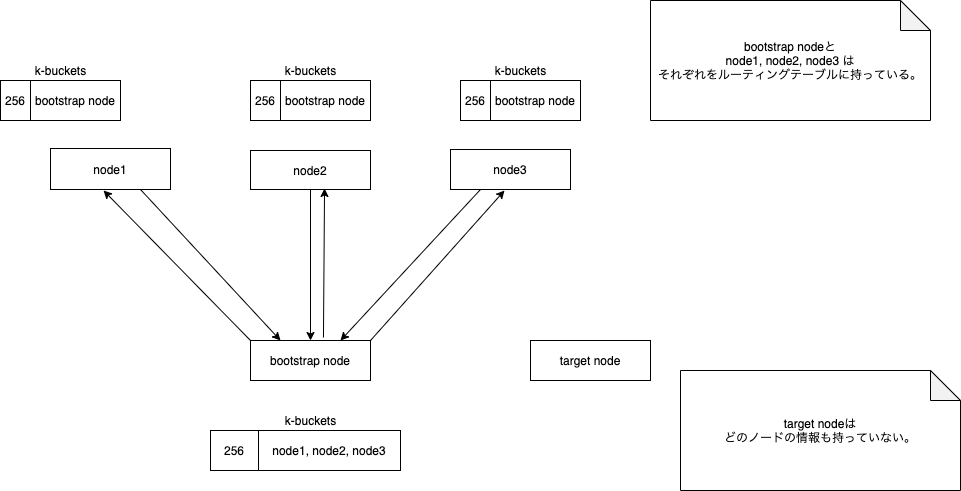 bootstrap nodeと
node1, node2, node3 は
それぞれをルーティングテーブルに持っている。
k-buckets
256 bootstrap node
k-buckets
256 bootstrap node
k-buckets
256 bootstrap node
node1
node2
node3
bootstrap node
target node
k-buckets
256 node1, node2, node3
target nodeは
どのノードの情報も持っていない。